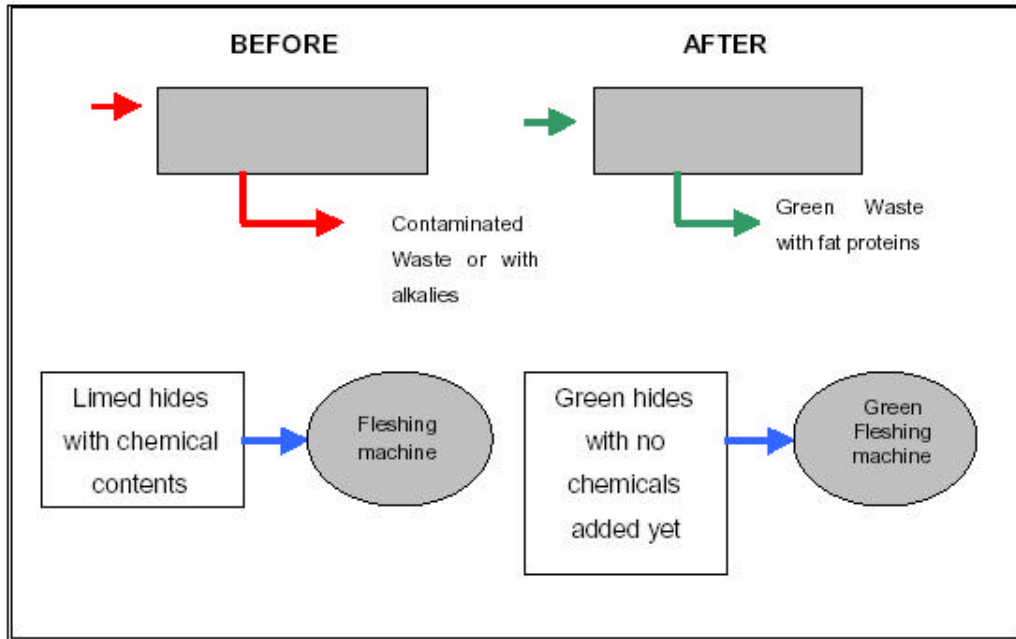 BEFORE
AFTER
Contaminated
Waste or with
alkalies
Green Waste
with fat proteins
Limed hides
with chemical
contents
Fleshing
machine
Green hides
with no
chemicals
added yet
Green
Fleshing
machine